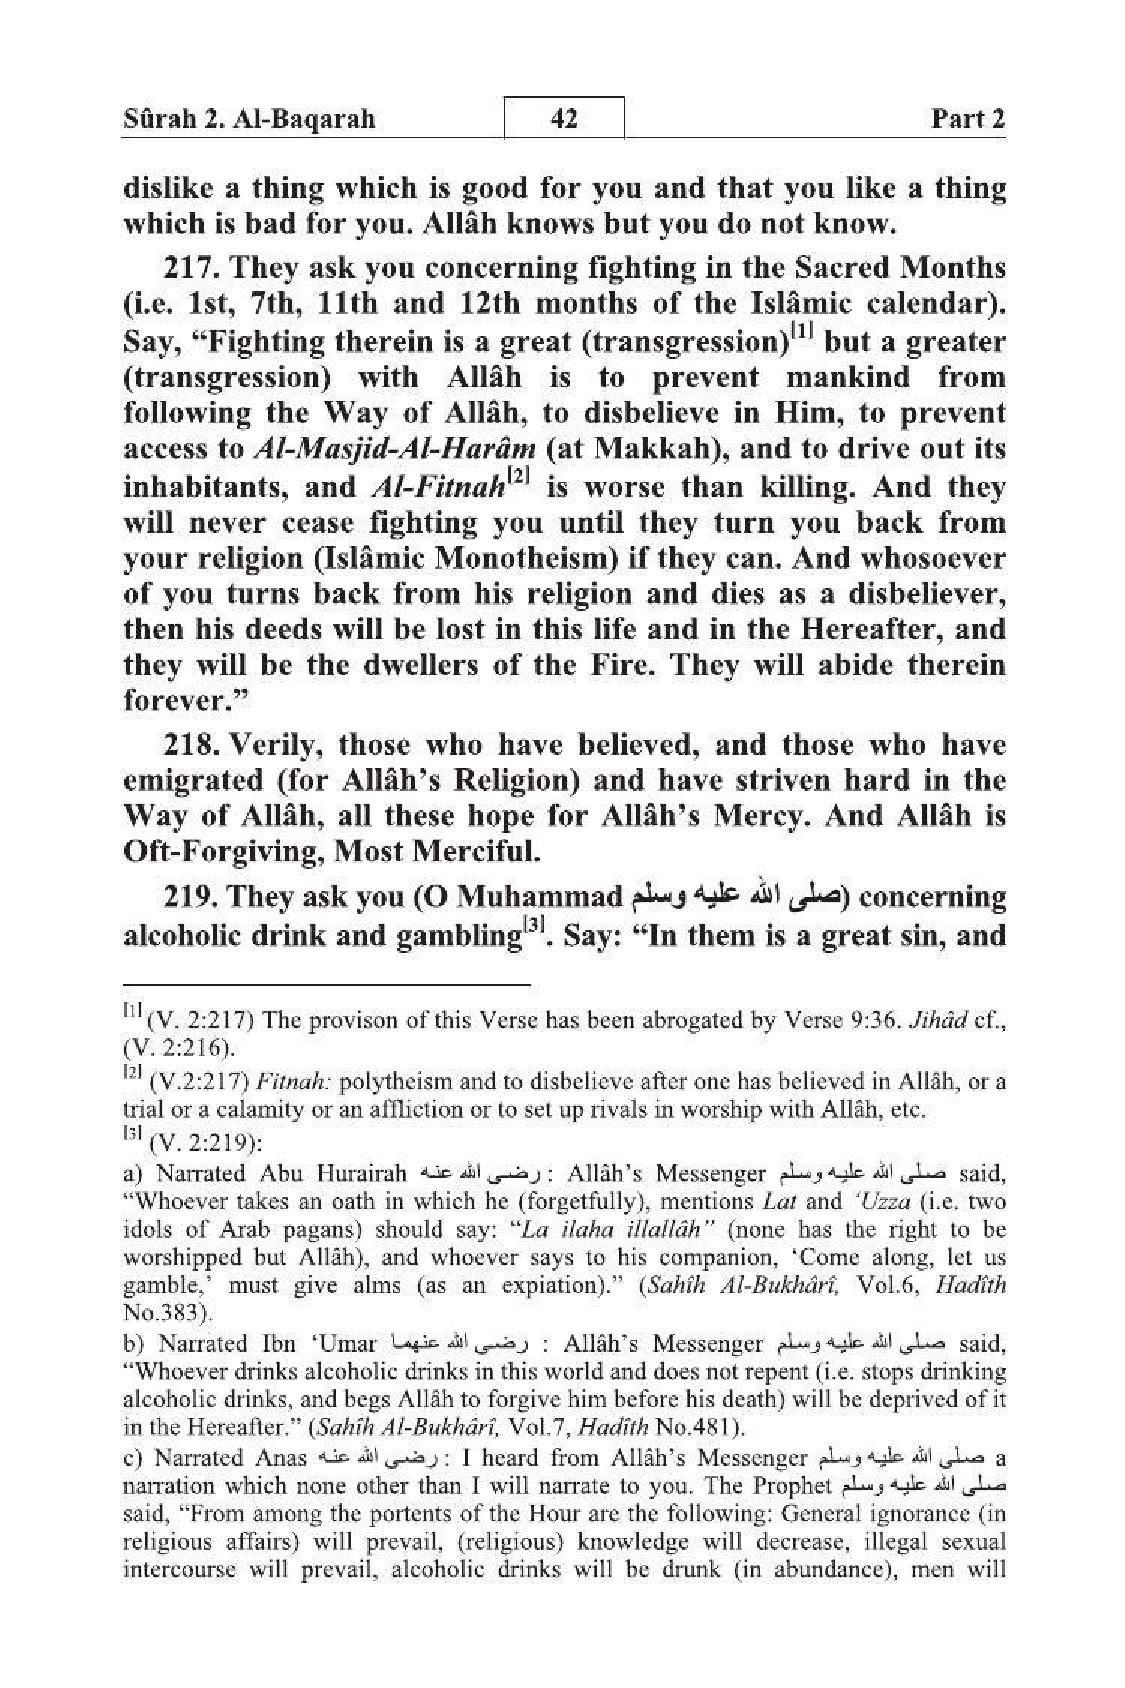 Sûrah 2. Al-Baqarah 42 Part 2
dislike a thing which is good for you and that you like a thing
which is bad for you. Allâh knows but you do not know.
217. They ask you concerning fighting in the Sacred Months
(i.e. 1st, 7th, 11th and 12th months of the Islâmic calendar).
Say, “Fighting therein is a great (transgression)[1] but a greater
(transgression) with Allâh is to prevent mankind from
following the Way of Allâh, to disbelieve in Him, to prevent
access to Al-Masjid-Al-Harâm (at Makkah), and to drive out its
inhabitants, and Al-Fitnah[2] is worse than killing. And they
will never cease fighting you until they turn you back from
your religion (Islâmic Monotheism) if they can. And whosoever
of you turns back from his religion and dies as a disbeliever,
then his deeds will be lost in this life and in the Hereafter, and
they will be the dwellers of the Fire. They will abide therein
forever.”
218. Verily, those who have believed, and those who have
emigrated (for Allâh’s Religion) and have striven hard in the
Way of Allâh, all these hope for Allâh’s Mercy. And Allâh is
Oft-Forgiving, Most Merciful.
219. They ask you (O Muhammad صلى الله عليه وسلم) concerning
alcoholic drink and gambling[3]. Say: “In them is a great sin, and
[1] (V. 2:217) The provison of this Verse has been abrogated by Verse 9:36. Jihâd cf.,
(V. 2:216).
[2] (V.2:217) Fitnah: polytheism and to disbelieve after one has believed in Allâh, or a
trial or a calamity or an affliction or to set up rivals in worship with Allâh, etc.
[3] (V. 2:219):
a) Narrated Abu Hurairah رضى الله عنه : Allâh’s Messenger صلى الله عليه وسلم said,
“Whoever takes an oath in which he (forgetfully), mentions Lat and ‘Uzza (i.e. two
idols of Arab pagans) should say: “La ilaha illallâh” (none has the right to be
worshipped but Allâh), and whoever says to his companion, ‘Come along, let us
gamble,’ must give alms (as an expiation).” (Sahîh Al-Bukhârî, Vol.6, Hadîth
No.383).
b) Narrated Ibn ‘Umar رضى الله عنهما : Allâh’s Messenger صلى الله عليه وسلم said,
“Whoever drinks alcoholic drinks in this world and does not repent (i.e. stops drinking
alcoholic drinks, and begs Allâh to forgive him before his death) will be deprived of it
in the Hereafter.” (Sahîh Al-Bukhârî, Vol.7, Hadîth No.481).
c) Narrated Anas رضى الله عنه : I heard from Allâh’s Messenger صلى الله عليه وسلم a
narration which none other than I will narrate to you. The Prophet صلى الله عليه وسلم
said, “From among the portents of the Hour are the following: General ignorance (in
religious affairs) will prevail, (religious) knowledge will decrease, illegal sexual
intercourse will prevail, alcoholic drinks will be drunk (in abundance), men will